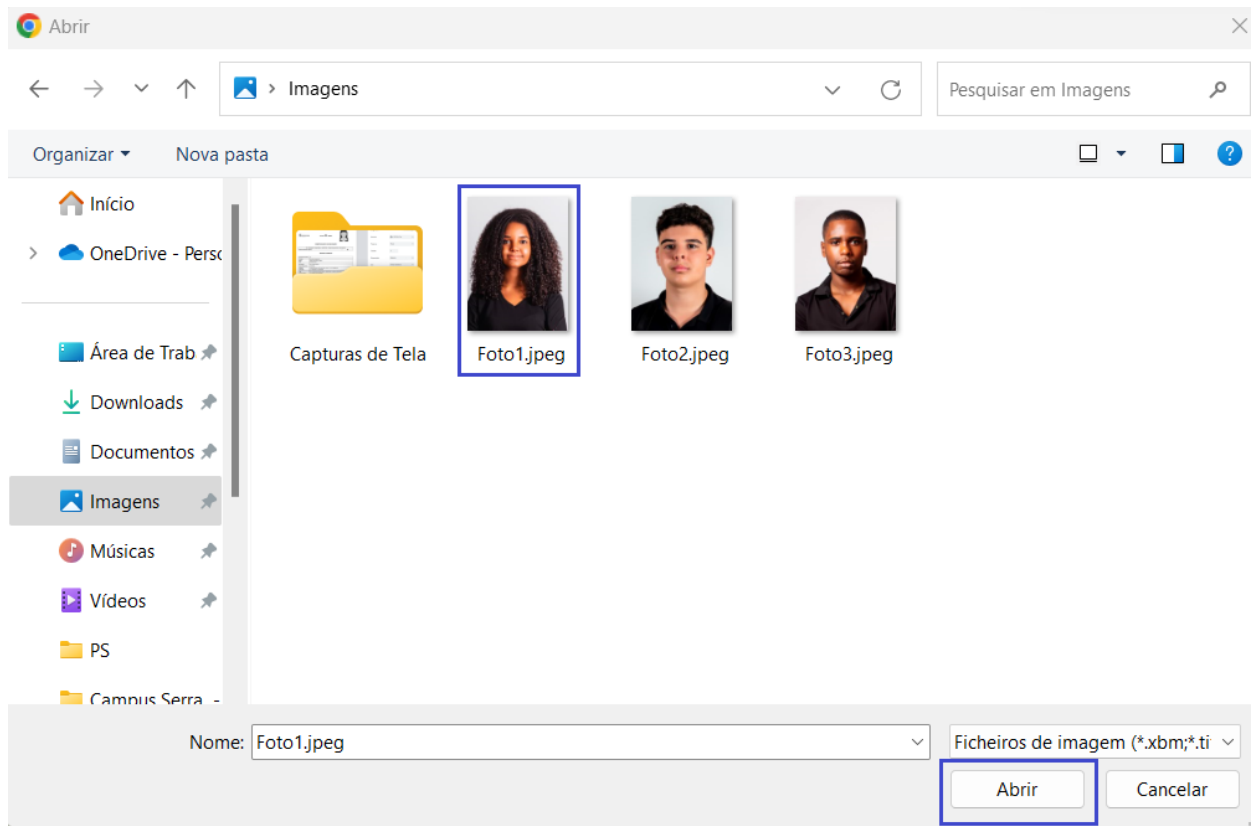 Abrir
Imagens
Pesquisar em Imagens
Organizar
Nova pasta
Início
OneDrive - Perso
Área de Trab
Downloads
Documentos
Imagens
Músicas
Vídeos
PS
Campus Serra -
Capturas de Tela
Foto1.jpeg
Foto2.jpeg
Foto3.jpeg
Nome: Foto1.jpeg
Ficheiros de imagem (*.xbm;*.ti
Abrir
Cancelar